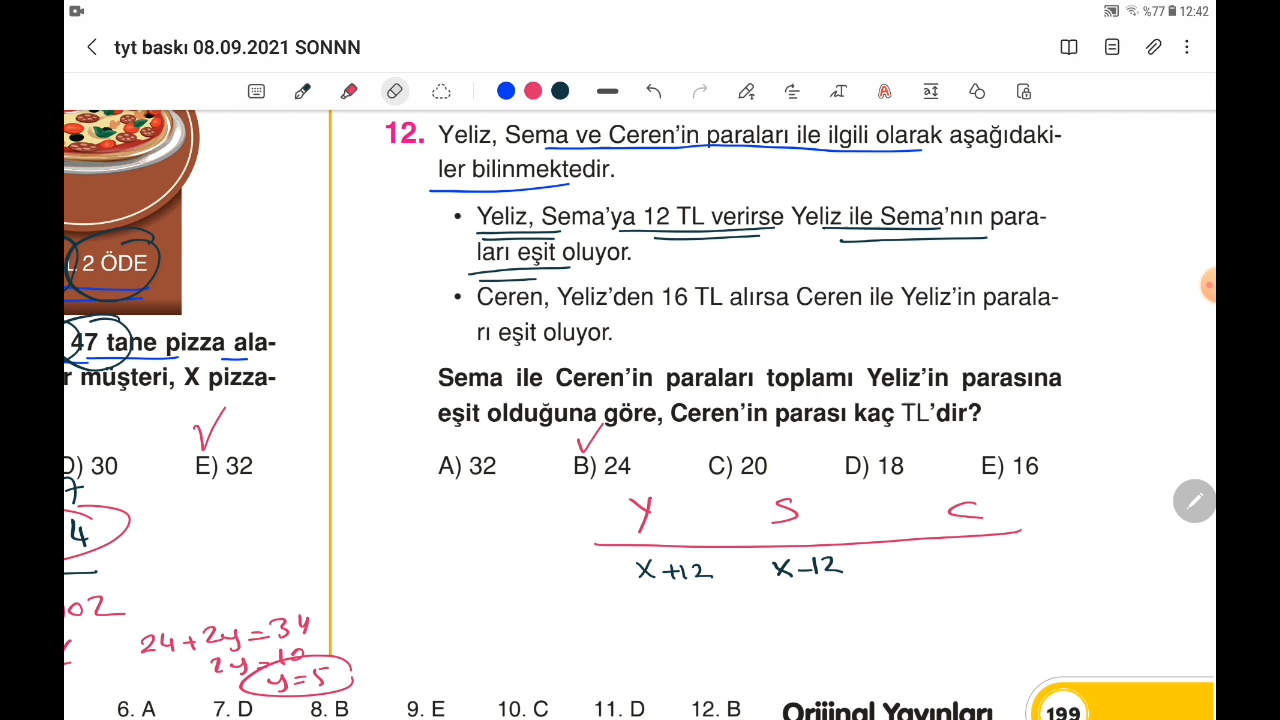 %77 12:42
tyt baskı 08.09.2021 SONNN
2 ÖDE
47 tane pizza ala-
müşteri, X pizza-
30 E) 32
24+2y=34
y=5
12. Yeliz, Sema ve Ceren'in paraları ile ilgili olarak aşağıdaki-
ler bilinmektedir.
• Yeliz, Sema'ya 12 TL verirse Yeliz ile Sema'nın para-
ları eşit oluyor.
• Ceren, Yeliz'den 16 TL alırsa Ceren ile Yeliz'in parala-
rı eşit oluyor.
Sema ile Ceren'in paraları toplamı Yeliz'in parasına
eşit olduğuna göre, Ceren'in parası kaç TL'dir?
A) 32 B) 24 C) 20 D) 18 E) 16
Y S C
x+12 x-12
6. A 7. D 8. B 9. E 10. C 11. D 12. B
Orijinal Yayınları
199